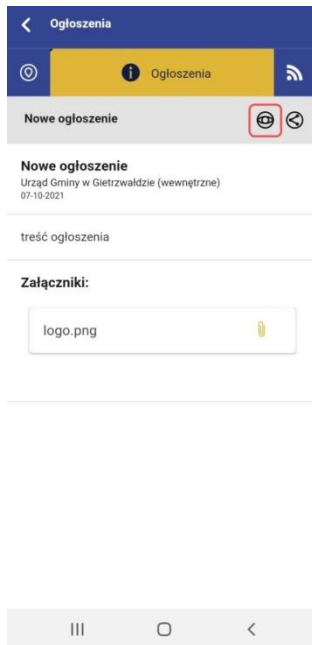 Ogłoszenia
Ogłoszenia
Nowe ogłoszenie
Nowe ogłoszenie
Urząd Gminy w Gietrzwałdzie (wewnętrzne)
07-10-2021
treść ogłoszenia
Załączniki:
logo.png